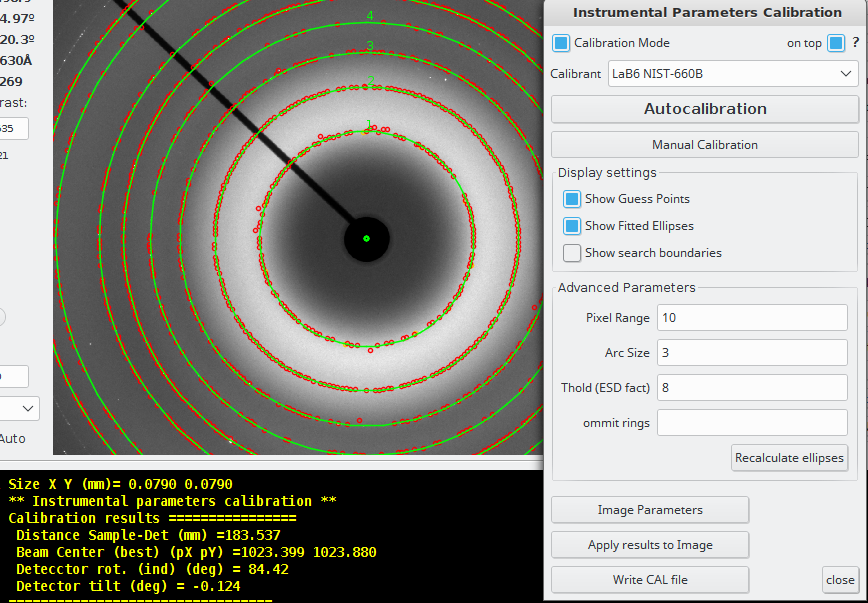 4.97º
20.3º
630Å
269
rast:
635
21
Auto
4
3
2
1
Instrumental Parameters Calibration
Calibration Mode
on top
?
Calibrant
LaB6 NIST-660B
Autocalibration
Manual Calibration
Display settings
Show Guess Points
Show Fitted Ellipses
Show search boundaries
Advanced Parameters
Pixel Range 10
Arc Size 3
Thold (ESD fact) 8
ommit rings
Recalculate ellipses
Image Parameters
Apply results to Image
Write CAL file
close
Size X Y (mm)= 0.0790 0.0790
** Instrumental parameters calibration **
Calibration results ================
Distance Sample-Det (mm) =183.537
Beam Center (best) (pX pY) =1023.399 1023.880
Detecctor rot. (ind) (deg) = 84.42
Detector tilt (deg) = -0.124